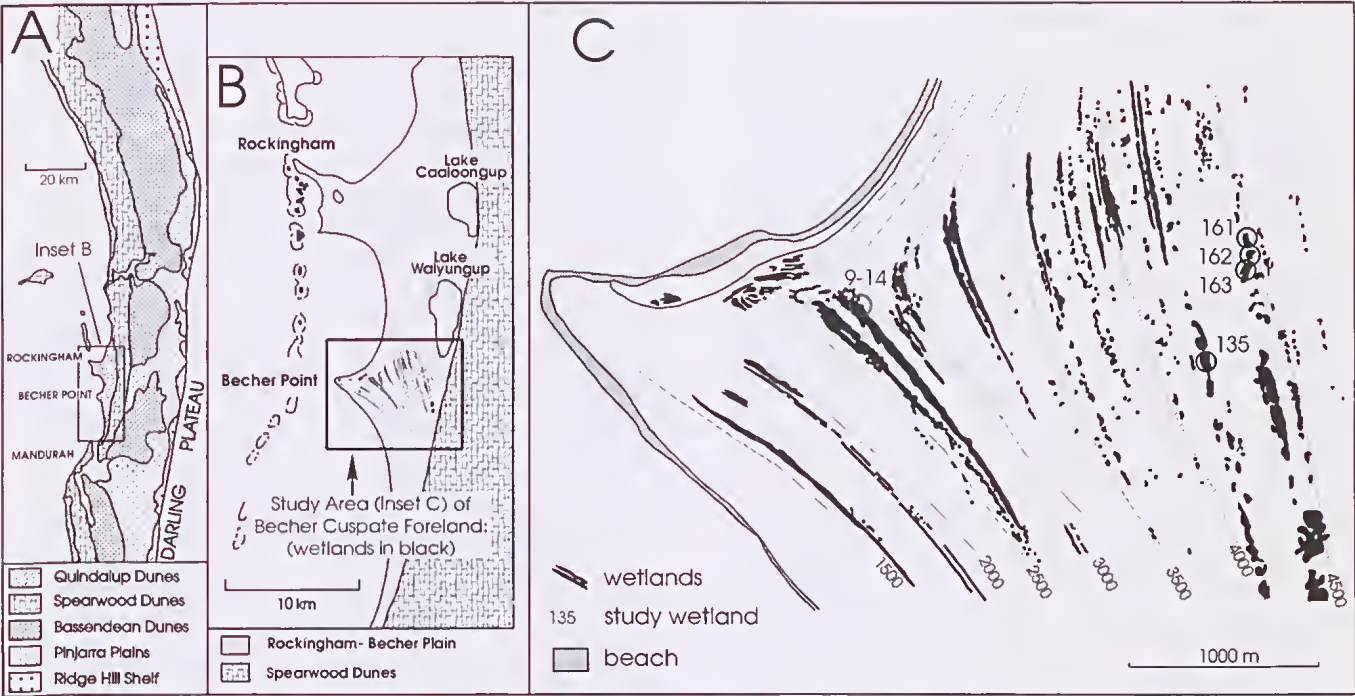 A
20 km
Inset B
ROCKINGHAM
BECHER POINT
MANDURAH
DARLING PLATEAU
Quindalup Dunes
Spearwood Dunes
Bassendean Dunes
Pinjarra Plains
Ridge Hill Shelf
B
Rockingham
Lake
Caaloongup
Lake
Walyungup
Becher Point
Study Area (Inset C) of
Becher Cuspate Foreland:
(wetlands in black)
10 km
Rockingham- Becher Plain
Spearwood Dunes
C
161
162
163
9-14
135
1500
2000
2500
3000
3500
4000
4500
wetlands
135 study wetland
beach
1000 m